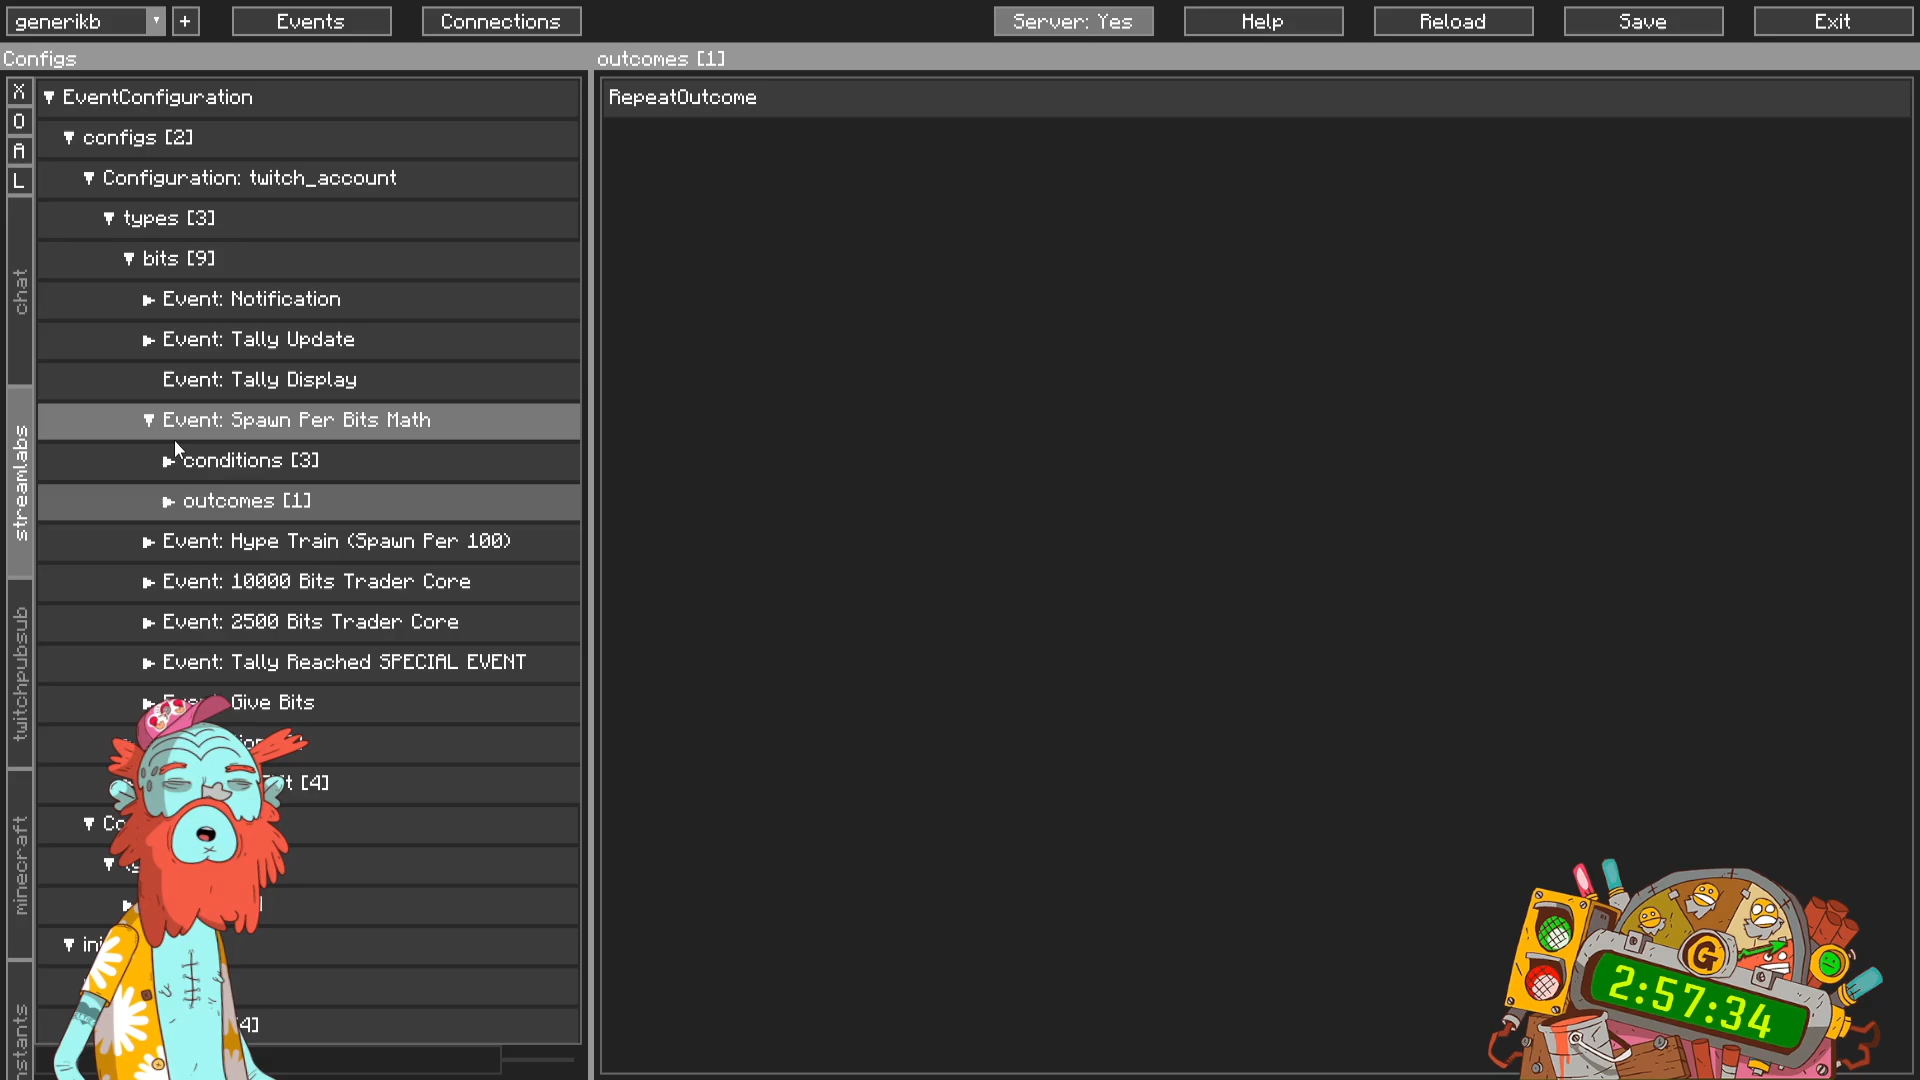 generikb
+
Events
Connections
Server: Yes
Help
Reload
Save
Exit
Configs
outcomes [1]
X
O
A
L
chat
streamlabs
twitchpubsub
minecraft
EventConfiguration
configs [2]
Configuration: twitch_account
types [3]
bits [9]
Event: Notification
Event: Tally Update
Event: Tally Display
Event: Spawn Per Bits Math
conditions [3]
outcomes [1]
Event: Hype Train (Spawn Per 100)
Event: 10000 Bits Trader Core
Event: 2500 Bits Trader Core
Event: Tally Reached SPECIAL EVENT
Give Bits
[4]
Co
ini
4]
RepeatOutcome
G
2:57:34